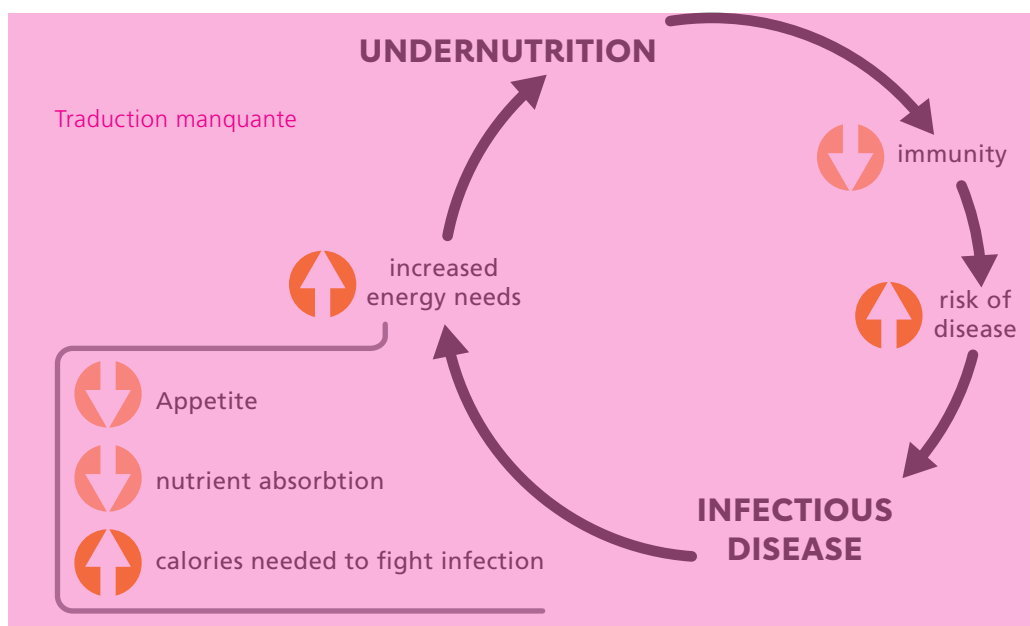 UNDERNUTRITION
Traduction manquante
immunity
increased
energy needs
risk of
disease
Appetite
nutrient absorbtion
calories needed to fight infection
INFECTIOUS
DISEASE